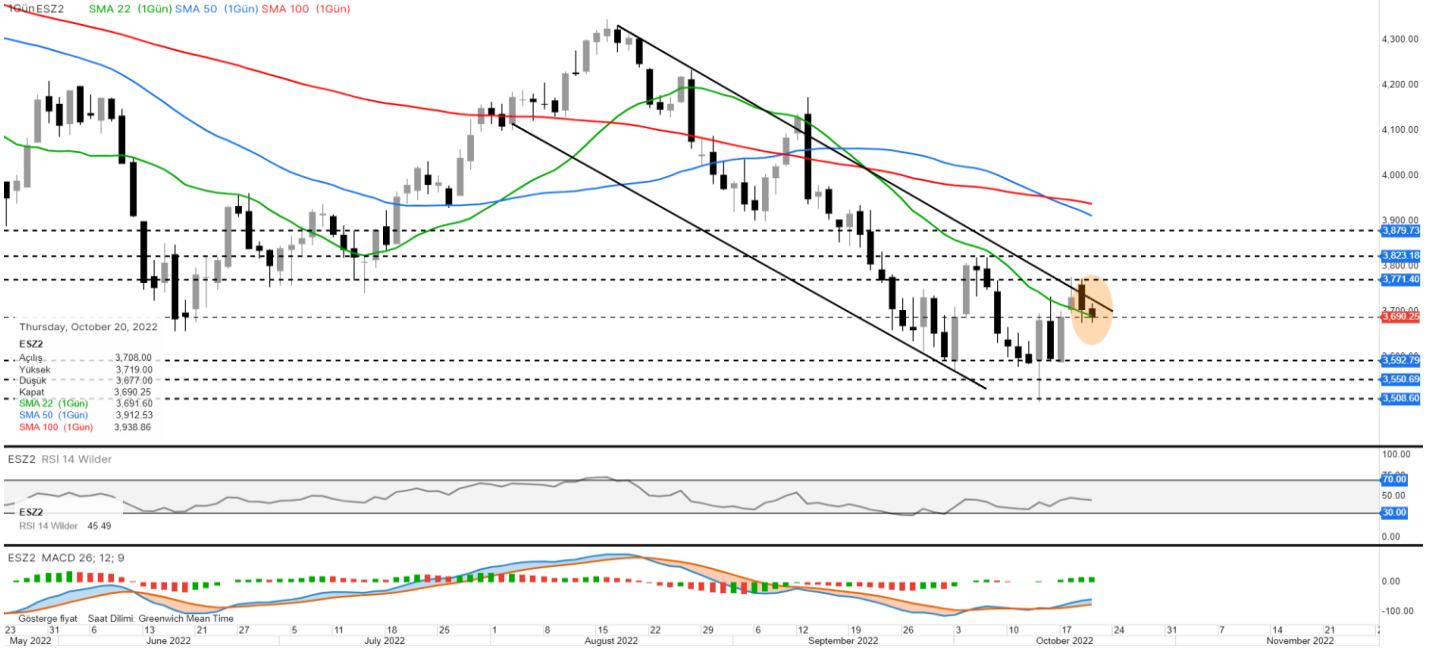 1Gün ESZ2 SMA 22 (1Gün) SMA 50 (1Gün) SMA 100 (1Gün)
4,300.00
4,200.00
4,100.00
4,000.00
3,900.00
3,879.73
3,823.18
3,800.00
3,771.40
3,700.00
3,690.25
3,592.79
3,550.69
3,508.60
Thursday, October 20, 2022
ESZ2
Açılış 3,708.00
Yüksek 3,719.00
Düşük 3,677.00
Kapat 3,690.25
SMA 22 (1Gün) 3,691.60
SMA 50 (1Gün) 3,912.53
SMA 100 (1Gün) 3,938.86
ESZ2 RSI 14 Wilder
100.00
70.00
50.00
30.00
0.00
ESZ2
RSI 14 Wilder 45.49
ESZ2 MACD 26; 12; 9
0.00
-100.00
Gösterge fiyat Saat Dilimi: Greenwich Mean Time
23 31 6 13 21 27 5 11 18 25 1 8 15 22 29 6 12 19 26 3 10 17 24 31 7 14 21
May 2022 June 2022 July 2022 August 2022 September 2022 October 2022 November 2022